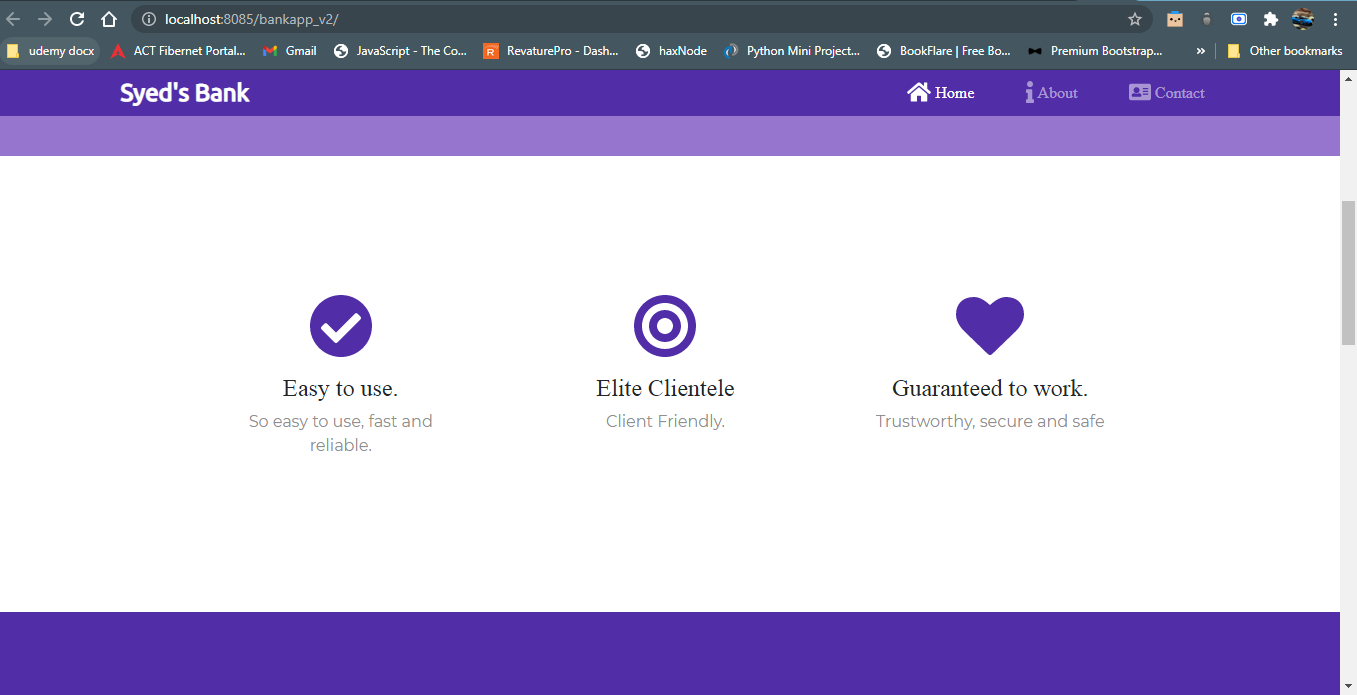 localhost:8085/bankapp_v2/
udemy docx ACT Fibernet Portal... Gmail JavaScript - The Co... RevaturePro - Dash... haxNode Python Mini Project... BookFlare | Free Bo... Premium Bootstrap... » Other bookmarks
Syed's Bank Home About Contact
Easy to use. Elite Clientele Guaranteed to work.
So easy to use, fast and Client Friendly. Trustworthy, secure and safe
reliable.